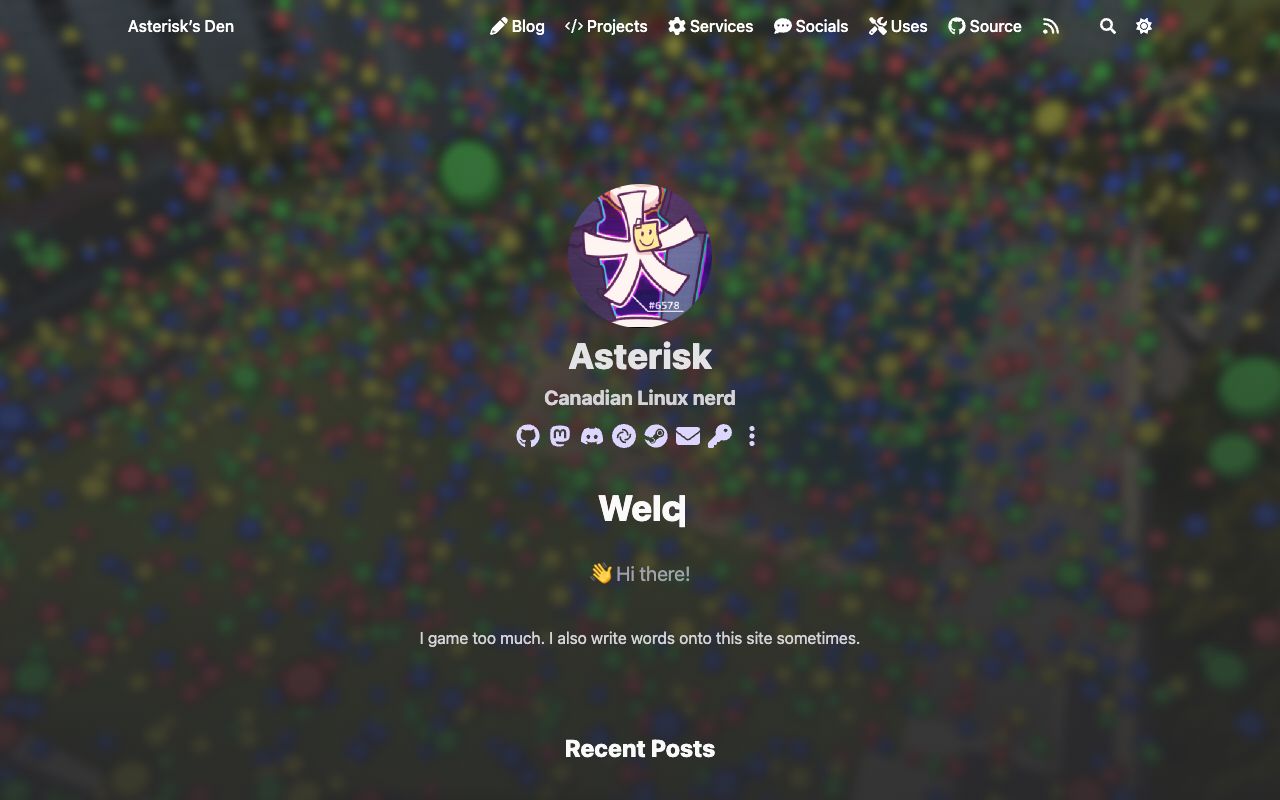 Asterisk's Den
Blog
Projects
Services
Socials
Uses
Source
#6578
Asterisk
Canadian Linux nerd
Welc
👋 Hi there!
I game too much. I also write words onto this site sometimes.
Recent Posts